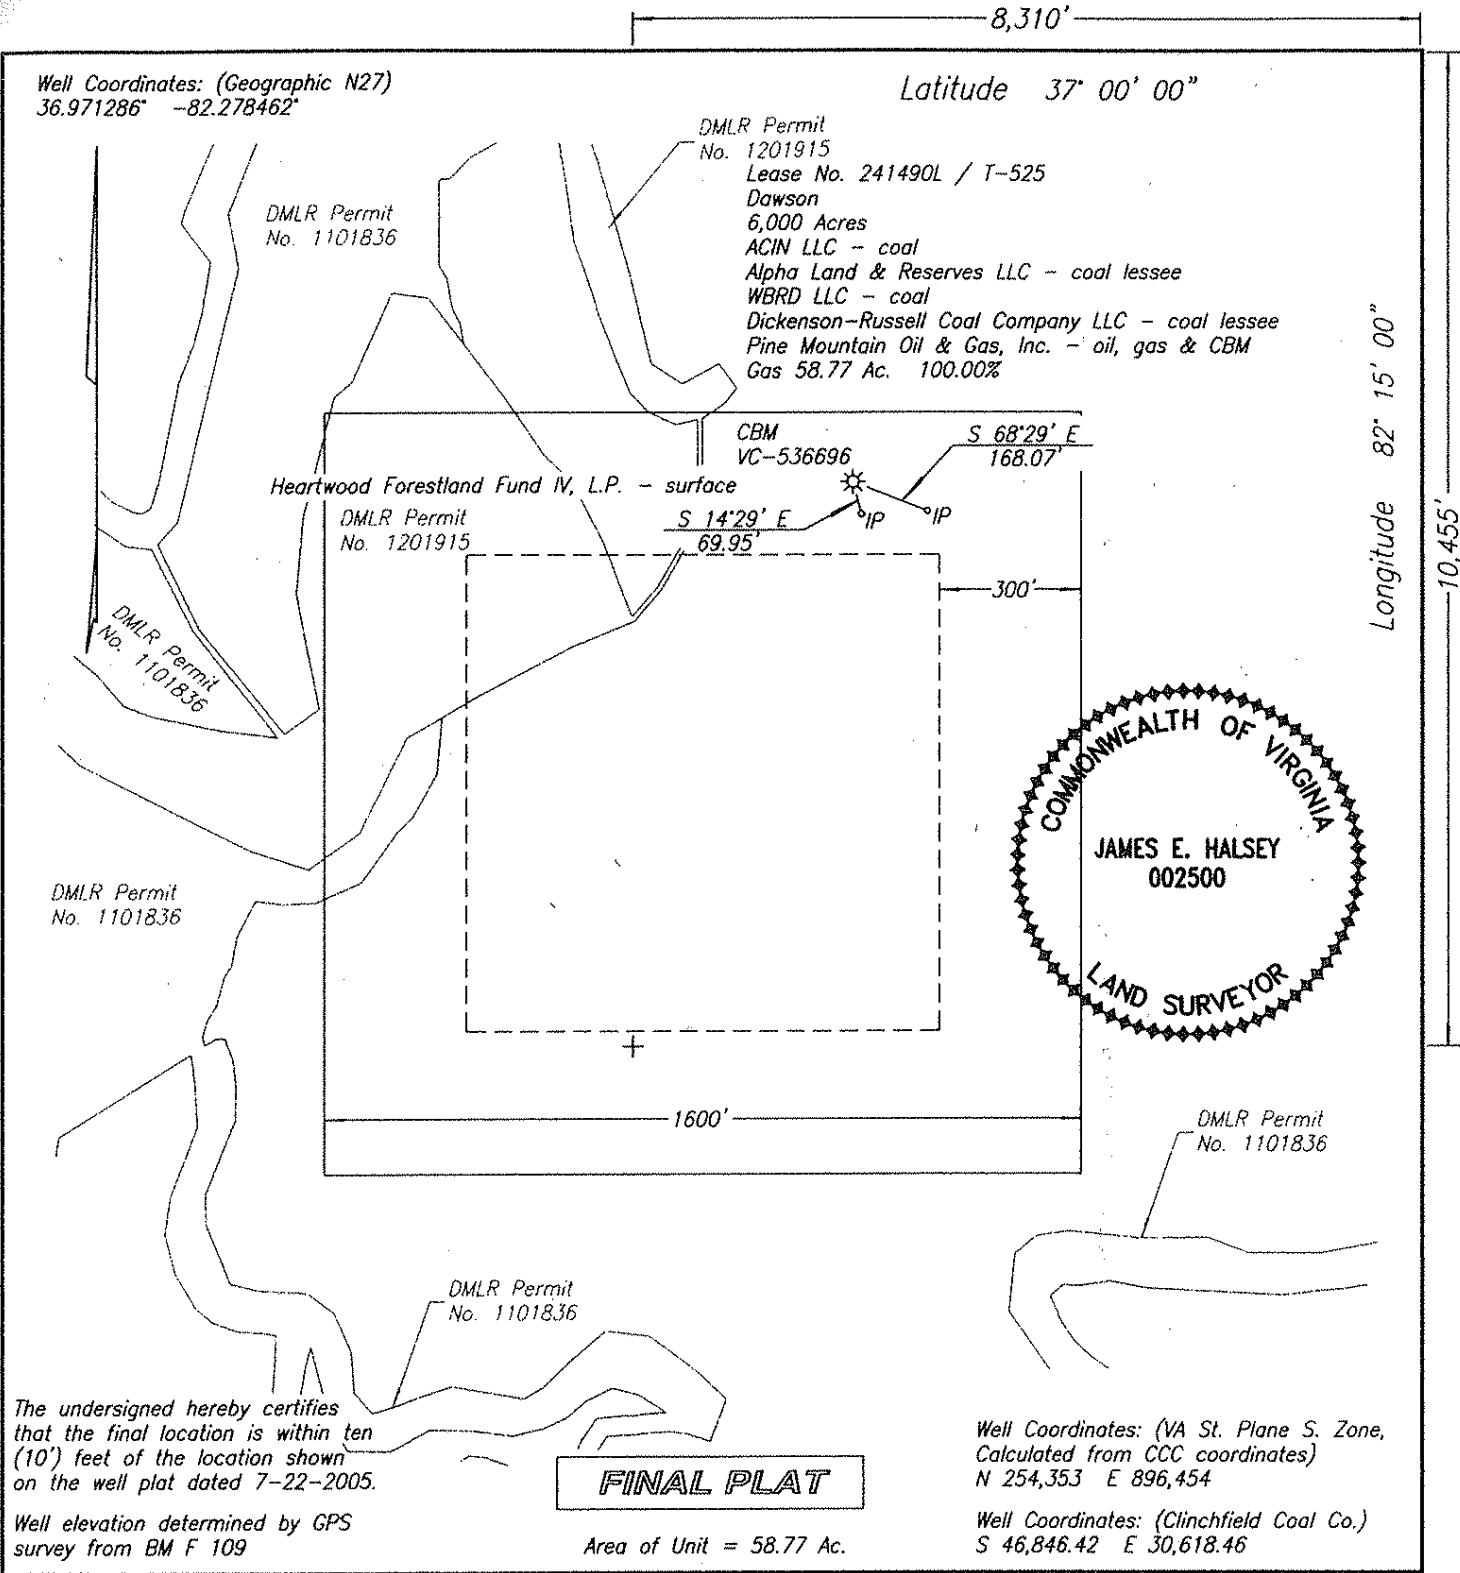 8,310'
Well Coordinates: (Geographic N27)
36.971286° -82.278462°
Latitude 37° 00' 00"
DMLR Permit
No. 1201915
Lease No. 241490L / T-525
Dawson
6,000 Acres
ACIN LLC - coal
Alpha Land & Reserves LLC - coal lessee
WBRD LLC - coal
Dickenson-Russell Coal Company LLC - coal lessee
Pine Mountain Oil & Gas, Inc. - oil, gas & CBM
Gas 58.77 Ac. 100.00%
DMLR Permit
No. 1101836
Longitude 82° 15' 00"
10,455'
CBM
VC-536696
S 68°29' E
168.07'
Heartwood Forestland Fund IV, L.P. - surface
DMLR Permit
No. 1201915
S 14°29' E
69.95'
IP
IP
300'
DMLR Permit
No. 1101836
COMMONWEALTH OF VIRGINIA
JAMES E. HALSEY
002500
LAND SURVEYOR
DMLR Permit
No. 1101836
1600'
DMLR Permit
No. 1101836
DMLR Permit
No. 1101836
The undersigned hereby certifies
that the final location is within ten
(10') feet of the location shown
on the well plat dated 7-22-2005.
Well elevation determined by GPS
survey from BM F 109
FINAL PLAT
Area of Unit = 58.77 Ac.
Well Coordinates: (VA St. Plane S. Zone,
Calculated from CCC coordinates)
N 254,353 E 896,454
Well Coordinates: (Clinchfield Coal Co.)
S 46,846.42 E 30,618.46